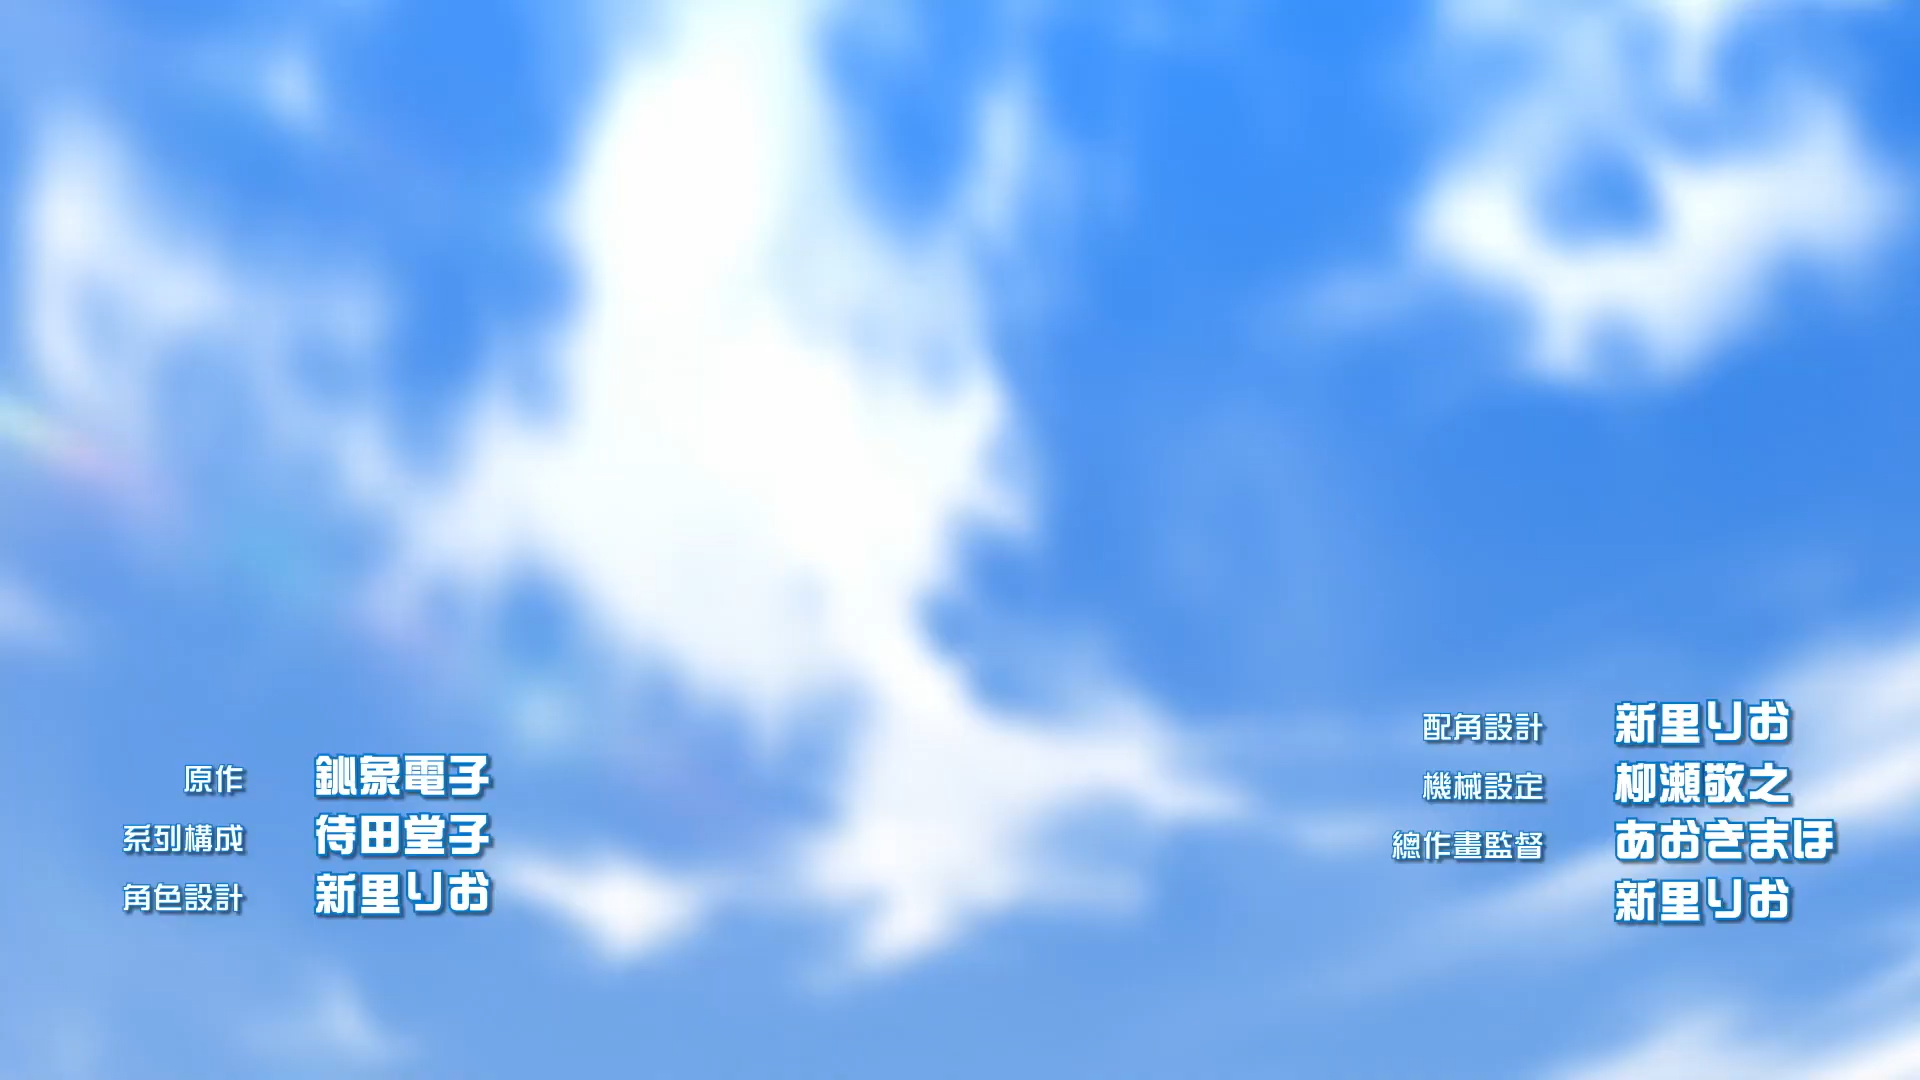 原作 鈊象電子
系列構成 待田堂子
角色設計 新里りお
配角設計 新里りお
機械設定 柳瀬敬之
總作畫監督 あおきまほ
新里りお